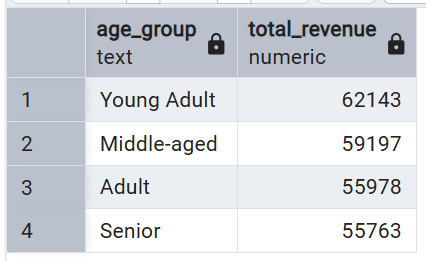 age_group total_revenue
text numeric
1 Young Adult 62143
2 Middle-aged 59197
3 Adult 55978
4 Senior 55763